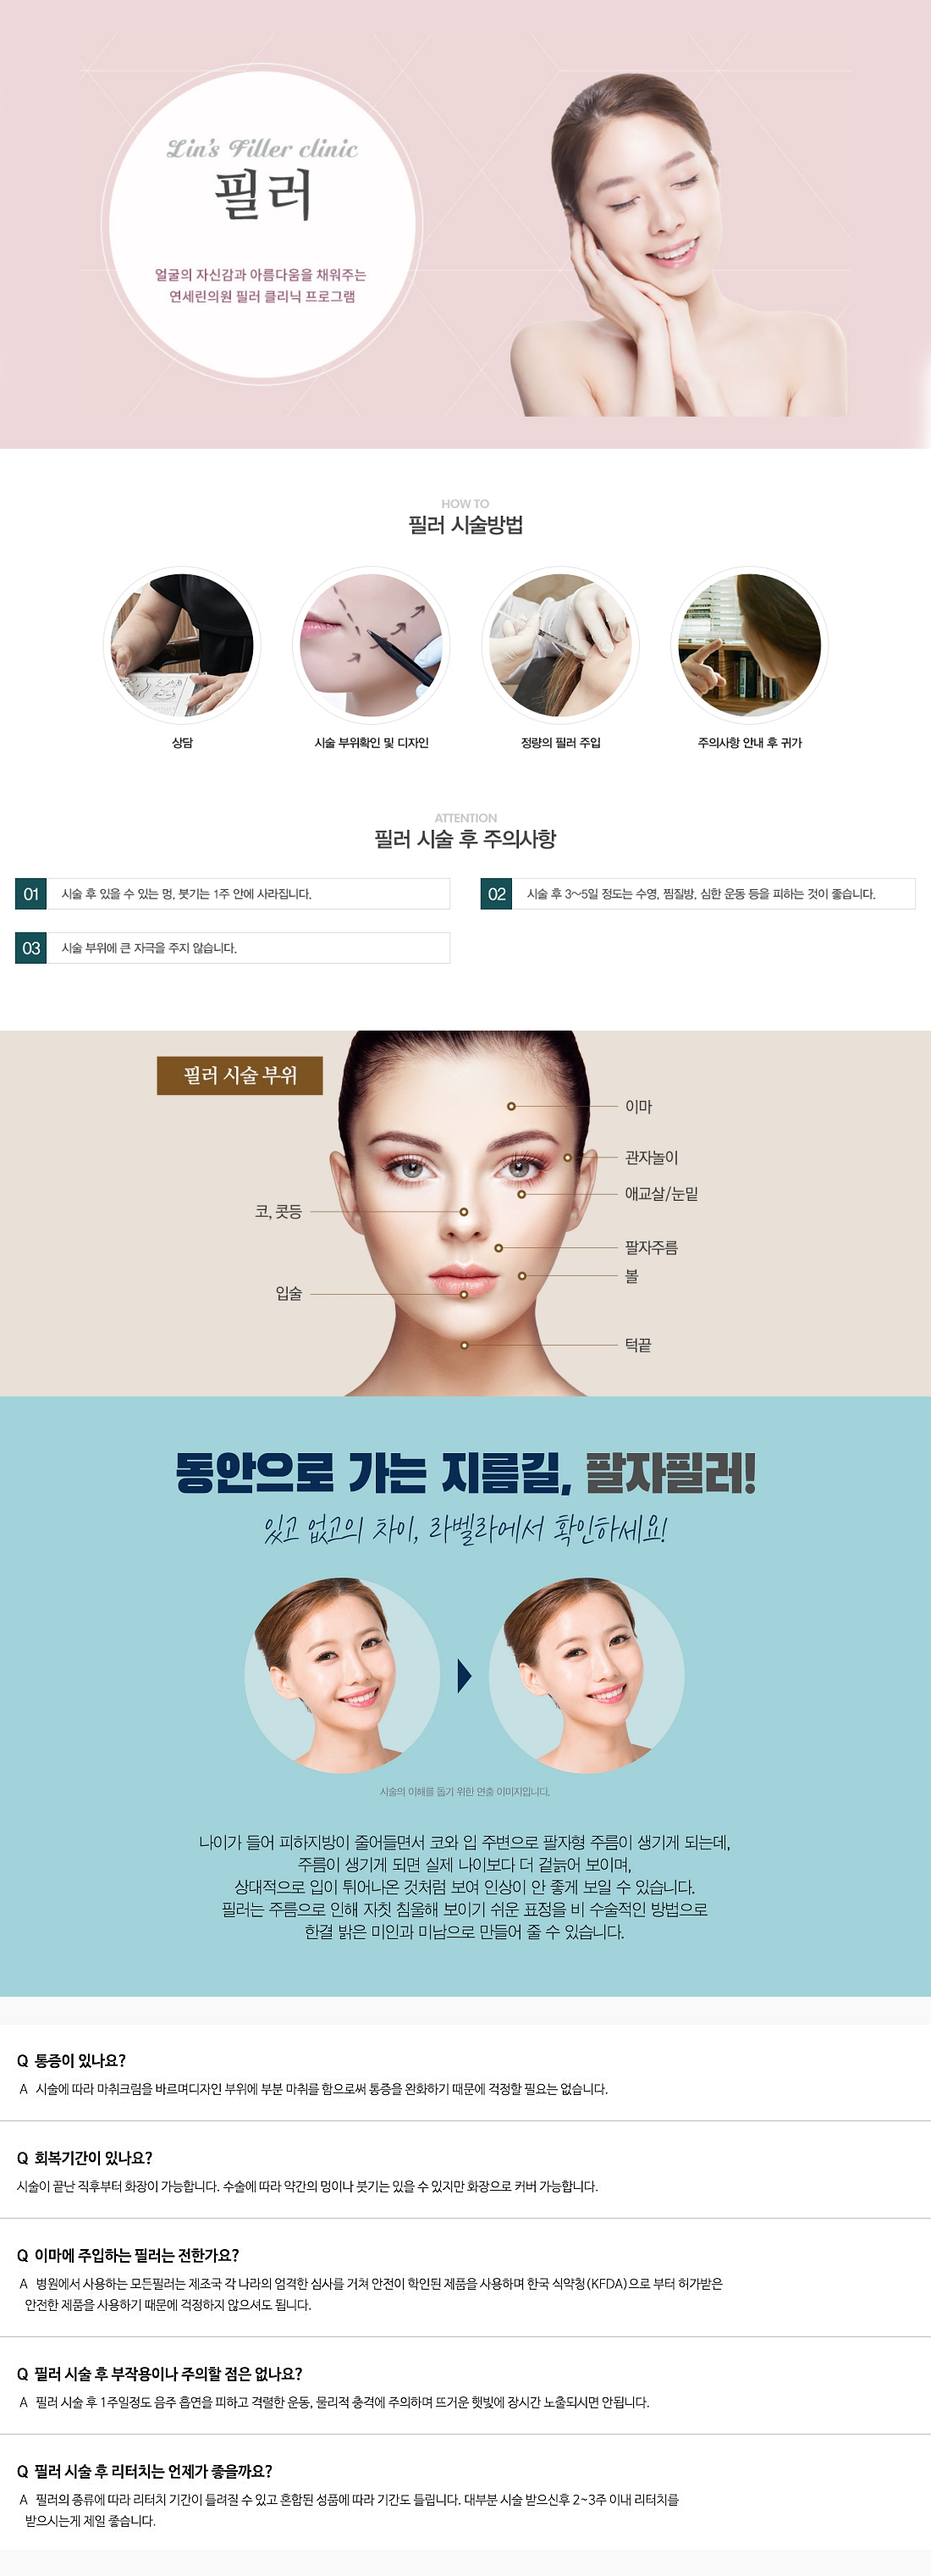 Lin's Filler clinic
필러
얼굴의 자신감과 아름다움을 채워주는
연세린의원 필러 클리닉 프로그램
HOW TO
필러 시술방법
상담
시술 부위확인 및 디자인
정량의 필러 주입
주의사항 안내 후 귀가
ATTENTION
필러 시술 후 주의사항
01 시술 후 있을 수 있는 멍, 붓기는 1주 안에 사라집니다.
02 시술 후 3~5일 정도는 수영, 찜질방, 심한 운동 등을 피하는 것이 좋습니다.
03 시술 부위에 큰 자극을 주지 않습니다.
필러 시술 부위
이마
관자놀이
애교살/눈밑
코, 콧등
팔자주름
볼
입술
턱끝
동안으로 가는 지름길, 팔자필러!
있고 없고의 차이, 라벨라에서 확인하세요!
시술의 이해를 돕기 위한 연출 이미지입니다.
나이가 들어 피하지방이 줄어들면서 코와 입 주변으로 팔자형 주름이 생기게 되는데,
주름이 생기게 되면 실제 나이보다 더 겉늙어 보이며,
상대적으로 입이 튀어나온 것처럼 보여 인상이 안 좋게 보일 수 있습니다.
필러는 주름으로 인해 자칫 침울해 보이기 쉬운 표정을 비 수술적인 방법으로
한결 밝은 미인과 미남으로 만들어 줄 수 있습니다.
Q 통증이 있나요?
A 시술에 따라 마취크림을 바르며디자인 부위에 부분 마취를 함으로써 통증을 완화하기 때문에 걱정할 필요는 없습니다.
Q 회복기간이 있나요?
시술이 끝난 직후부터 화장이 가능합니다. 수술에 따라 약간의 멍이나 붓기는 있을 수 있지만 화장으로 커버 가능합니다.
Q 이마에 주입하는 필러는 전한가요?
A 병원에서 사용하는 모든필러는 제조국 각 나라의 엄격한 심사를 거쳐 안전이 학인된 제품을 사용하며 한국 식약청(KFDA)으로 부터 허가받은
안전한 제품을 사용하기 때문에 걱정하지 않으셔도 됩니다.
Q 필러 시술 후 부작용이나 주의할 점은 없나요?
A 필러 시술 후 1주일정도 음주 흡연을 피하고 격렬한 운동, 물리적 충격에 주의하며 뜨거운 햇빛에 장시간 노출되시면 안됩니다.
Q 필러 시술 후 리터치는 언제가 좋을까요?
A 필러의 종류에 따라 리터치 기간이 들려질 수 있고 혼합된 성품에 따라 기간도 틀립니다. 대부분 시술 받으신후 2~3주 이내 리터치를
받으시는게 제일 좋습니다.